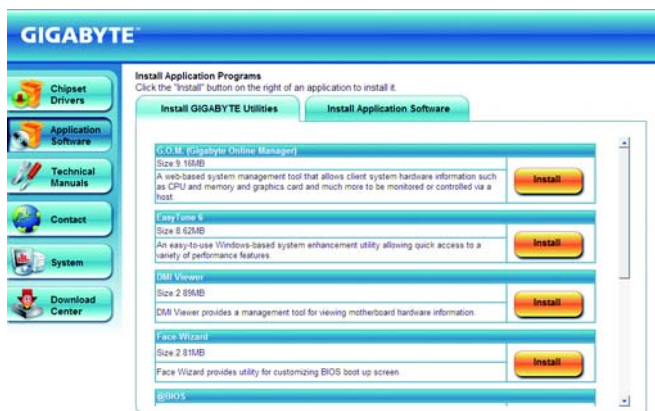 GIGABYTE™
Install Application Programs
Click the "Install" button on the right of an application to install it.
Install GIGABYTE Utilities
Install Application Software
Chipset
Drivers
Application
Software
Technical
Manuals
Contact
System
Download
Center
G.O.M. (Gigabyte Online Manager)
Size:9.16MB
A web-based system management tool that allows client system hardware information such
as CPU and memory and graphics card and much more to be monitored or controlled via a
host.
Install
EasyTune 6
Size:8.62MB
An easy-to-use Windows-based system enhancement utility allowing quick access to a
variety of performance features.
Install
DMI Viewer
Size:2.89MB
DMI Viewer provides a management tool for viewing motherboard hardware information.
Install
Face-Wizard
Size:2.81MB
Face Wizard provides utility for customizing BIOS boot up screen
Install
@BIOS